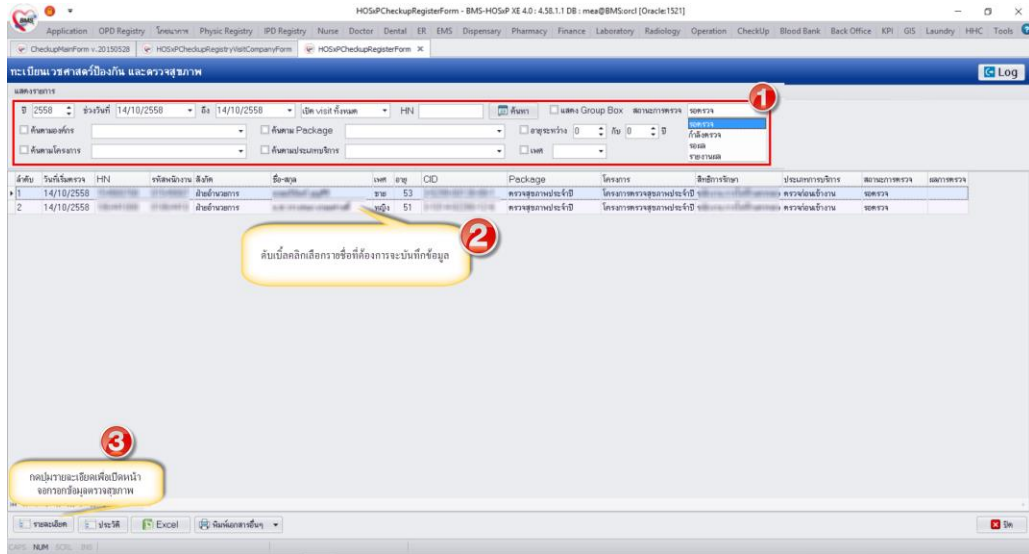 BMS
HOSxPCheckupRegisterForm - BMS-HOSxP XE 4.0 : 4.58.1.1 DB : mea@BMS:orcl [Oracle:1521]
Application OPD Registry โภชนาการ Physic Registry IPD Registry Nurse Doctor Dental ER EMS Dispensary Pharmacy Finance Laboratory Radiology Operation CheckUp Blood Bank Back Office KPI GIS Laundry HHC Tools
CheckupMainForm v.20150528 HOSxPCheckupRegistryVisitCompanyForm HOSxPCheckupRegisterForm
ทะเบียนเวชศาสตร์ป้องกัน และตรวจสุขภาพ Log
แสดงรายการ
ปี 2558 ช่วงวันที่ 14/10/2558 ถึง 14/10/2558 เปิด visit ทั้งหมด HN ค้นหา แสดง Group Box สถานะการตรวจ รอตรวจ 1
ค้นตามองค์กร ค้นตาม Package อายุระหว่าง 0 ถึง 0 ปี รอตรวจ
กำลังตรวจ
ค้นตามโครงการ ค้นตามประเภทบริการ เพศ รอผล
รายงานผล
ลำดับ วันที่เริ่มตรวจ HN รหัสพนักงาน สังกัด ชื่อ-สกุล เพศ อายุ CID Package โครงการ สิทธิการรักษา ประเภทการบริการ สถานะการตรวจ ผลการตรวจ
1 14/10/2558 ฝ่ายอำนวยการ ชาย 53 ตรวจสุขภาพประจำปี โครงการตรวจสุขภาพประจำปี ตรวจก่อนเข้างาน รอตรวจ
2 14/10/2558 ฝ่ายอำนวยการ หญิง 51 ตรวจสุขภาพประจำปี โครงการตรวจสุขภาพประจำปี ตรวจก่อนเข้างาน รอตรวจ
2
ดับเบิ้ลคลิกเลือกรายชื่อที่ต้องการจะบันทึกข้อมูล
3
กดปุ่มรายละเอียดเพื่อเปิดหน้า
จอกรอกข้อมูลตรวจสุขภาพ
รายละเอียด ประวัติ Excel พิมพ์เอกสารอื่นๆ ปิด
CAPS NUM SCRL INS